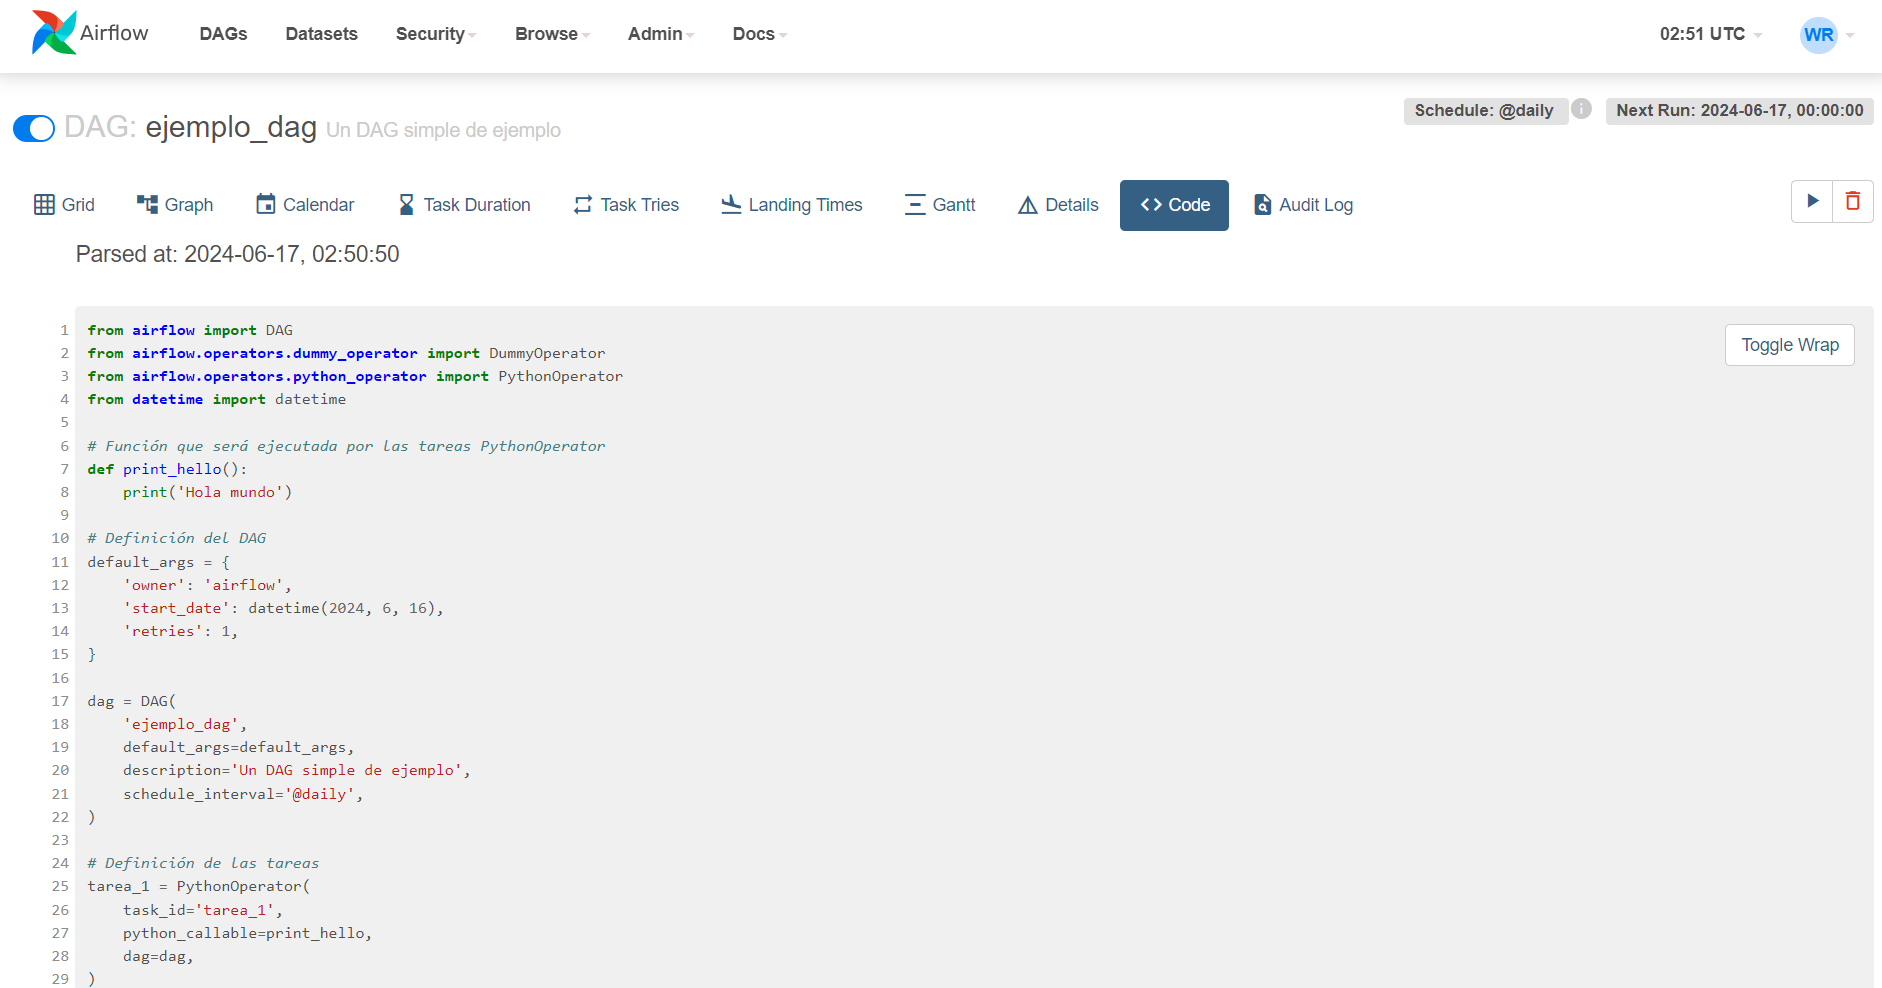 Airflow DAGs Datasets Security Browse Admin Docs 02:51 UTC WR
Schedule: @daily Next Run: 2024-06-17, 00:00:00
DAG: ejemplo_dag Un DAG simple de ejemplo
Grid Graph Calendar Task Duration Task Tries Landing Times Gantt Details <> Code Audit Log
Parsed at: 2024-06-17, 02:50:50
Toggle Wrap
1 from airflow import DAG
2 from airflow.operators.dummy_operator import DummyOperator
3 from airflow.operators.python_operator import PythonOperator
4 from datetime import datetime
5
6 # Función que será ejecutada por las tareas PythonOperator
7 def print_hello():
8     print('Hola mundo')
9
10 # Definición del DAG
11 default_args = {
12     'owner': 'airflow',
13     'start_date': datetime(2024, 6, 16),
14     'retries': 1,
15 }
16
17 dag = DAG(
18     'ejemplo_dag',
19     default_args=default_args,
20     description='Un DAG simple de ejemplo',
21     schedule_interval='@daily',
22 )
23
24 # Definición de las tareas
25 tarea_1 = PythonOperator(
26     task_id='tarea_1',
27     python_callable=print_hello,
28     dag=dag,
29 )